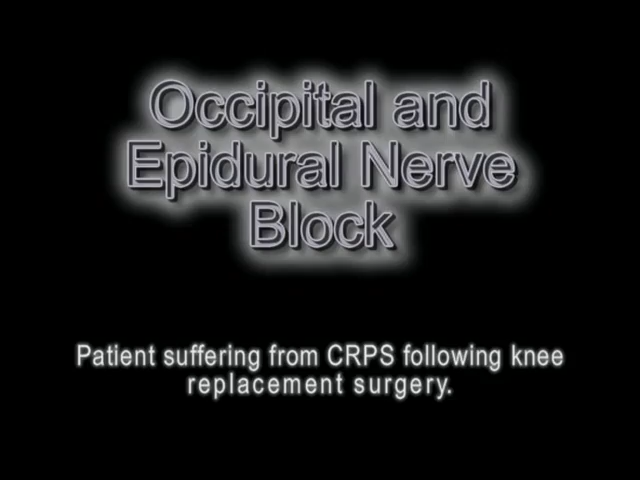 Occipital and
Epidural Nerve
Block
Patient suffering from CRPS following knee
replacement surgery.